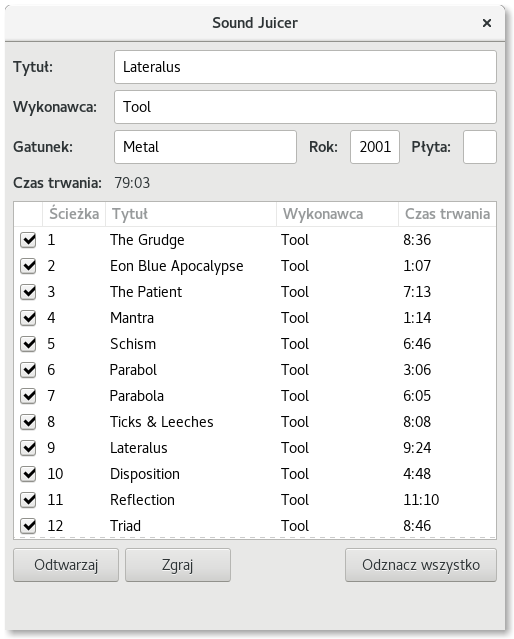 Sound Juicer ×
Tytuł: Lateralus
Wykonawca: Tool
Gatunek: Metal Rok: 2001 Płyta:
Czas trwania: 79:03
Ścieżka Tytuł Wykonawca Czas trwania
1 The Grudge Tool 8:36
2 Eon Blue Apocalypse Tool 1:07
3 The Patient Tool 7:13
4 Mantra Tool 1:14
5 Schism Tool 6:46
6 Parabol Tool 3:06
7 Parabola Tool 6:05
8 Ticks & Leeches Tool 8:08
9 Lateralus Tool 9:24
10 Disposition Tool 4:48
11 Reflection Tool 11:10
12 Triad Tool 8:46
Odtwarzaj Zgraj Odznacz wszystko